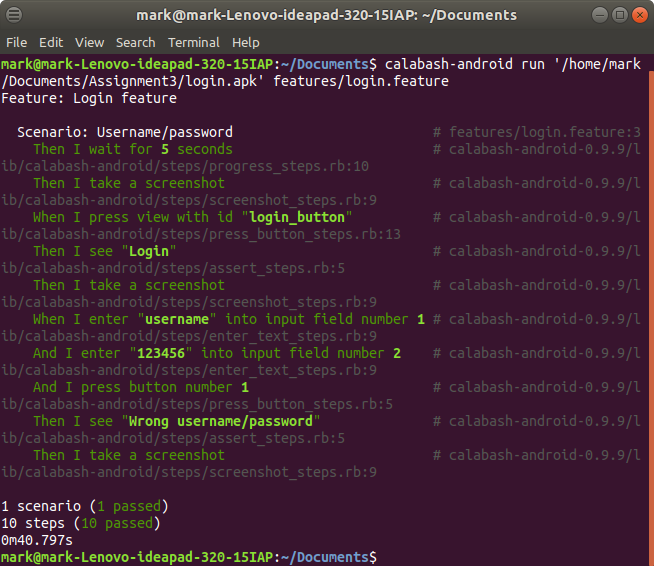 mark@mark-Lenovo-ideapad-320-15IAP: ~/Documents
File Edit View Search Terminal Help
mark@mark-Lenovo-ideapad-320-15IAP:~/Documents$ calabash-android run '/home/mark
/Documents/Assignment3/login.apk' features/login.feature
Feature: Login feature
Scenario: Username/password # features/login.feature:3
Then I wait for 5 seconds # calabash-android-0.9.9/l
ib/calabash-android/steps/progress_steps.rb:10
Then I take a screenshot # calabash-android-0.9.9/l
ib/calabash-android/steps/screenshot_steps.rb:9
When I press view with id "login_button" # calabash-android-0.9.9/l
ib/calabash-android/steps/press_button_steps.rb:13
Then I see "Login" # calabash-android-0.9.9/l
ib/calabash-android/steps/assert_steps.rb:5
Then I take a screenshot # calabash-android-0.9.9/l
ib/calabash-android/steps/screenshot_steps.rb:9
When I enter "username" into input field number 1 # calabash-android-0.9.9/l
ib/calabash-android/steps/enter_text_steps.rb:9
And I enter "123456" into input field number 2 # calabash-android-0.9.9/l
ib/calabash-android/steps/enter_text_steps.rb:9
And I press button number 1 # calabash-android-0.9.9/l
ib/calabash-android/steps/press_button_steps.rb:5
Then I see "Wrong username/password" # calabash-android-0.9.9/l
ib/calabash-android/steps/assert_steps.rb:5
Then I take a screenshot # calabash-android-0.9.9/l
ib/calabash-android/steps/screenshot_steps.rb:9
1 scenario (1 passed)
10 steps (10 passed)
0m40.797s
mark@mark-Lenovo-ideapad-320-15IAP:~/Documents$